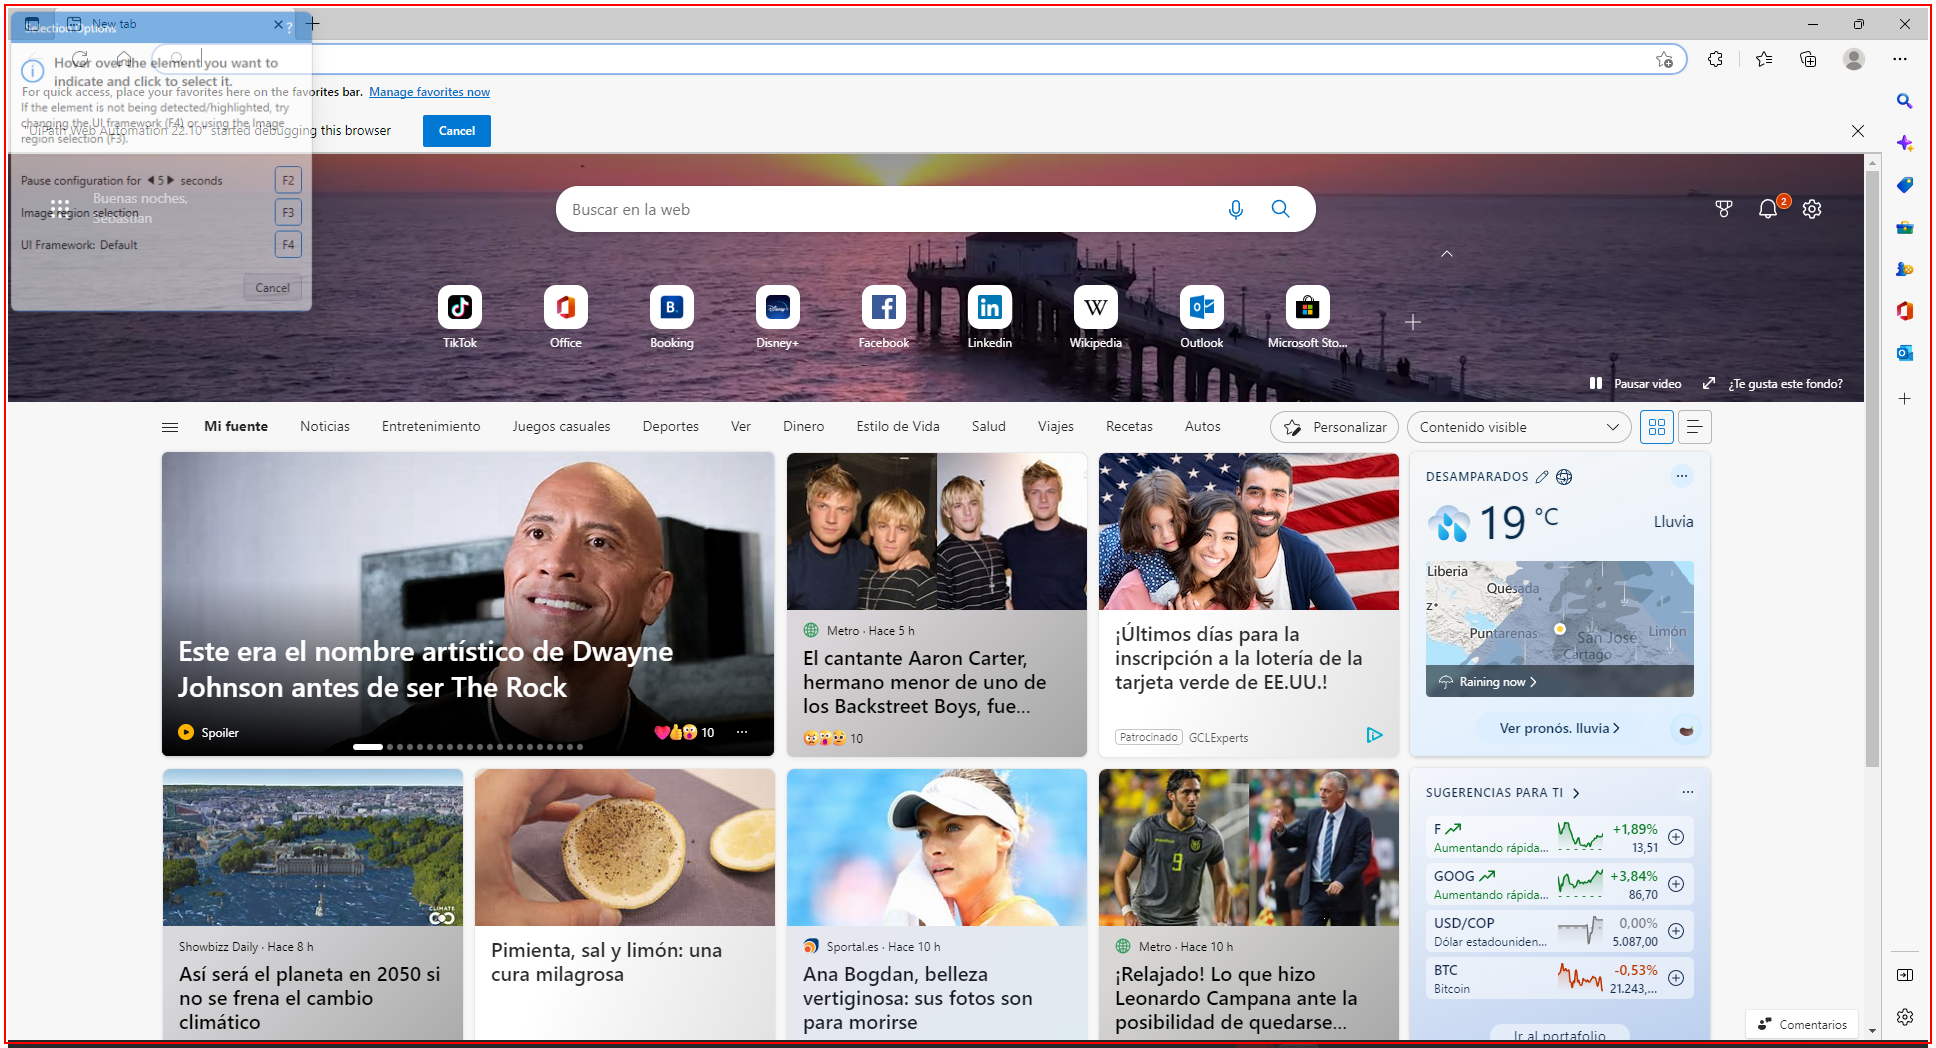 New tab
Selection Options
?
Hover over the element you want to
indicate and click to select it.
For quick access, place your favorites here on the favorites bar. Manage favorites now
If the element is not being detected/highlighted, try
changing the UI framework (F4) or using the Image
region selection (F3).
"UiPath Web Automation 22.10" started debugging this browser
Cancel
Pause configuration for 5 seconds
F2
Image region selection
F3
UI Framework: Default
F4
Cancel
Buenas noches,
Sebastian
Buscar en la web
2
TikTok
Office
B.
Booking
Disney+
Disney+
Facebook
in
Linkedin
W
Wikipedia
Outlook
Microsoft Sto...
Pausar video
¿Te gusta este fondo?
Mi fuente
Noticias
Entretenimiento
Juegos casuales
Deportes
Ver
Dinero
Estilo de Vida
Salud
Viajes
Recetas
Autos
Personalizar
Contenido visible
Este era el nombre artístico de Dwayne
Johnson antes de ser The Rock
Spoiler
10
Metro · Hace 5 h
El cantante Aaron Carter,
hermano menor de uno de
los Backstreet Boys, fue...
10
¡Últimos días para la
inscripción a la lotería de la
tarjeta verde de EE.UU.!
Patrocinado GCLExperts
DESAMPARADOS
19 °C
Lluvia
Liberia
Quesada
Z
Puntarenas
San José
Limón
Cartago
Raining now
Ver pronós. lluvia
CLIMATE
Showbizz Daily · Hace 8 h
Así será el planeta en 2050 si
no se frena el cambio
climático
Pimienta, sal y limón: una
cura milagrosa
Sportal.es · Hace 10 h
Ana Bogdan, belleza
vertiginosa: sus fotos son
para morirse
9
Metro · Hace 10 h
¡Relajado! Lo que hizo
Leonardo Campana ante la
posibilidad de quedarse...
SUGERENCIAS PARA TI
F
+1,89%
Aumentando rápida...
13,51
GOOG
+3,84%
Aumentando rápida...
86,70
USD/COP
0,00%
Dólar estadouniden...
5.087,00
BTC
-0,53%
Bitcoin
21.243,...
Ir al portafolio
Comentarios